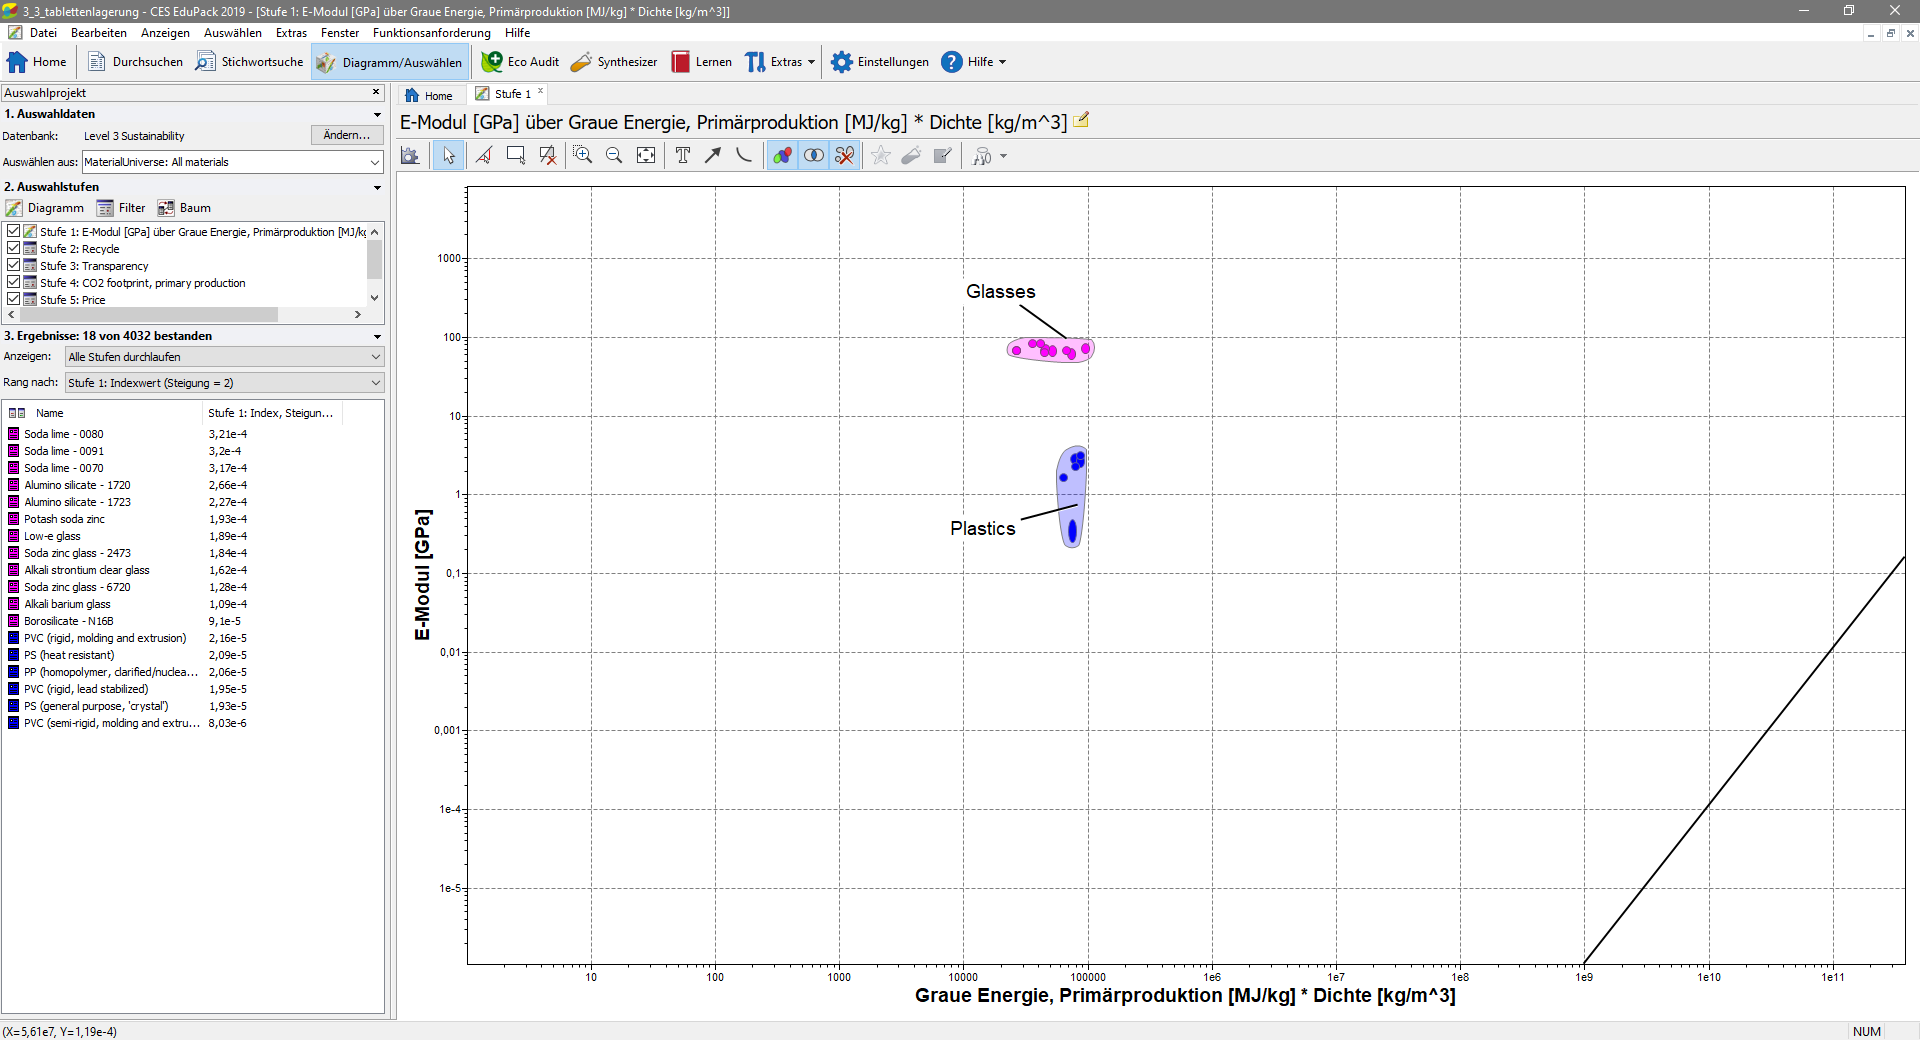 3_3_tablettenlagerung - CES EduPack 2019 - [Stufe 1: E-Modul [GPa] über Graue Energie, Primärproduktion [MJ/kg] * Dichte [kg/m^3]]
Datei Bearbeiten Anzeigen Auswählen Extras Fenster Funktionsanforderung Hilfe
Home Durchsuchen Stichwortsuche Diagramm/Auswählen Eco Audit Synthesizer Lernen Extras Einstellungen Hilfe
Auswahlprojekt
1. Auswahldaten
Datenbank: Level 3 Sustainability Ändern...
Auswählen aus: MaterialUniverse: All materials
2. Auswahlstufen
Diagramm Filter Baum
Stufe 1: E-Modul [GPa] über Graue Energie, Primärproduktion [MJ/kg
Stufe 2: Recycle
Stufe 3: Transparency
Stufe 4: CO2 footprint, primary production
Stufe 5: Price
3. Ergebnisse: 18 von 4032 bestanden
Anzeigen: Alle Stufen durchlaufen
Rang nach: Stufe 1: Indexwert (Steigung = 2)
Name Stufe 1: Index, Steigun...
Soda lime - 0080 3,21e-4
Soda lime - 0091 3,2e-4
Soda lime - 0070 3,17e-4
Alumino silicate - 1720 2,66e-4
Alumino silicate - 1723 2,27e-4
Potash soda zinc 1,93e-4
Low-e glass 1,89e-4
Soda zinc glass - 2473 1,84e-4
Alkali strontium clear glass 1,62e-4
Soda zinc glass - 6720 1,28e-4
Alkali barium glass 1,09e-4
Borosilicate - N16B 9,1e-5
PVC (rigid, molding and extrusion) 2,16e-5
PS (heat resistant) 2,09e-5
PP (homopolymer, clarified/nuclea... 2,06e-5
PVC (rigid, lead stabilized) 1,95e-5
PS (general purpose, 'crystal') 1,93e-5
PVC (semi-rigid, molding and extru... 8,03e-6
Home Stufe 1
E-Modul [GPa] über Graue Energie, Primärproduktion [MJ/kg] * Dichte [kg/m^3]
E-Modul [GPa]
1000
100
10
1
0,1
0,01
0,001
1e-4
1e-5
Glasses
Plastics
10 100 1000 10000 100000 1e6 1e7 1e8 1e9 1e10 1e11
Graue Energie, Primärproduktion [MJ/kg] * Dichte [kg/m^3]
(X=5,61e7, Y=1,19e-4) NUM